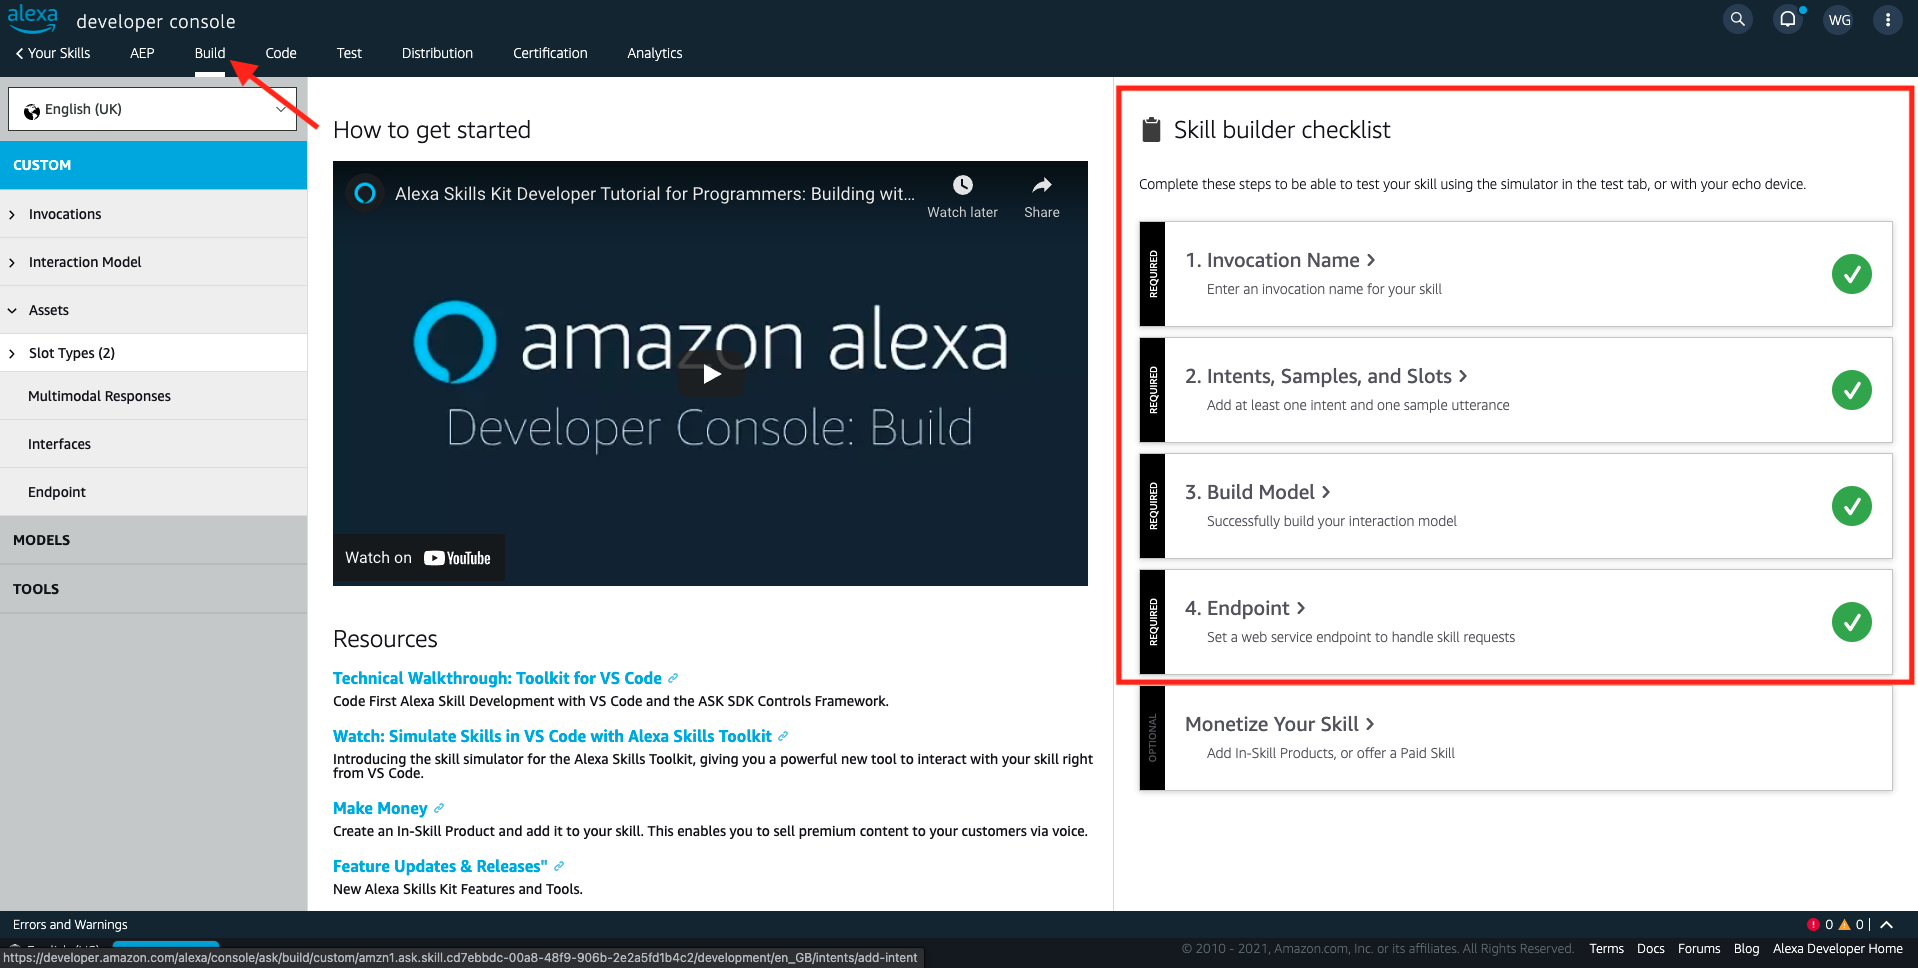 alexa
developer console
WG
Your Skills
AEP
Build
Code
Test
Distribution
Certification
Analytics
English (UK)
CUSTOM
Invocations
Interaction Model
Assets
Slot Types (2)
Multimodal Responses
Interfaces
Endpoint
MODELS
TOOLS
How to get started
Alexa Skills Kit Developer Tutorial for Programmers: Building wit...
Watch later
Share
amazon alexa
Developer Console: Build
Watch on YouTube
Resources
Technical Walkthrough: Toolkit for VS Code
Code First Alexa Skill Development with VS Code and the ASK SDK Controls Framework.
Watch: Simulate Skills in VS Code with Alexa Skills Toolkit
Introducing the skill simulator for the Alexa Skills Toolkit, giving you a powerful new tool to interact with your skill right
from VS Code.
Make Money
Create an In-Skill Product and add it to your skill. This enables you to sell premium content to your customers via voice.
Feature Updates & Releases"
New Alexa Skills Kit Features and Tools.
Skill builder checklist
Complete these steps to be able to test your skill using the simulator in the test tab, or with your echo device.
REQUIRED
1. Invocation Name
Enter an invocation name for your skill
REQUIRED
2. Intents, Samples, and Slots
Add at least one intent and one sample utterance
REQUIRED
3. Build Model
Successfully build your interaction model
REQUIRED
4. Endpoint
Set a web service endpoint to handle skill requests
OPTIONAL
Monetize Your Skill
Add In-Skill Products, or offer a Paid Skill
Errors and Warnings
0
0
© 2010 - 2021, Amazon.com, Inc. or its affiliates. All Rights Reserved.
Terms
Docs
Forums
Blog
Alexa Developer Home
https://developer.amazon.com/alexa/console/ask/build/custom/amzn1.ask.skill.cd7ebbdc-00a8-48f9-906b-2e2a5fd1b4c2/development/en_GB/intents/add-intent